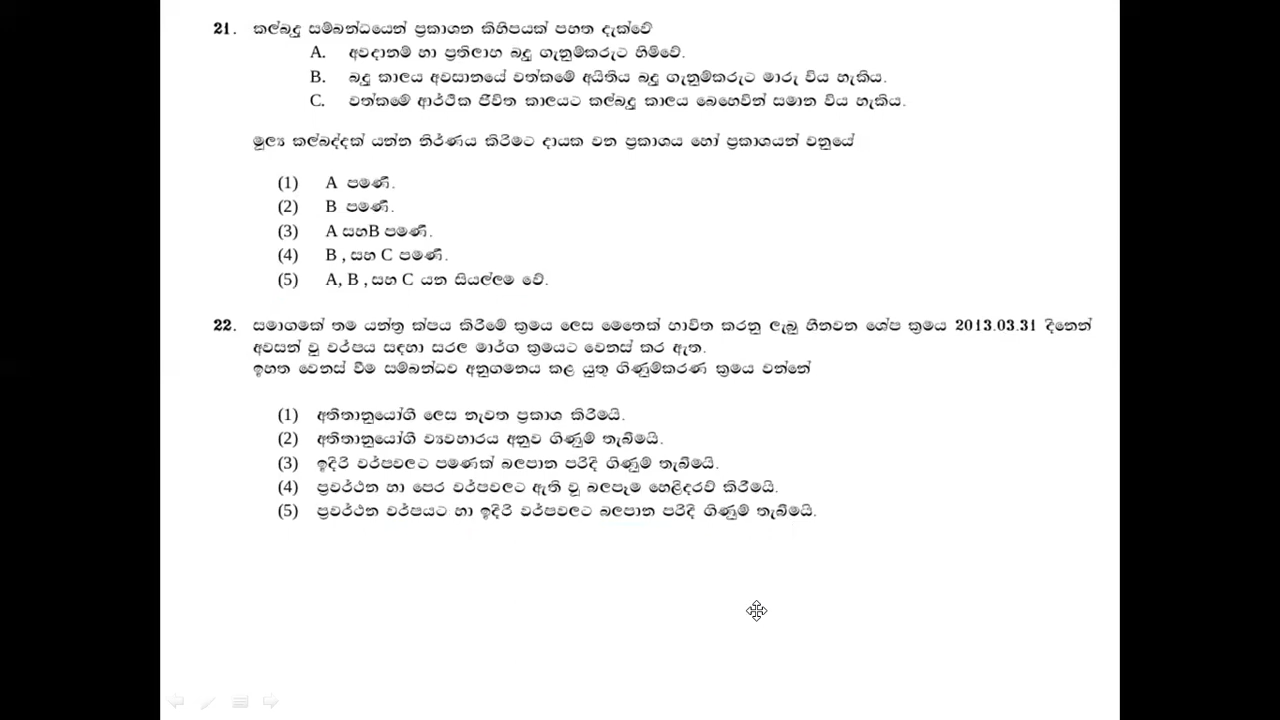 21. කල්බදු සම්බන්ධයෙන් ප්‍රකාශන කිහිපයක් පහත දැක්වේ
A. අවදානම් හා ප්‍රතිලාභ බදු ගැනුම්කරුට හිමිවේ.
B. බදු කාලය අවසානයේ වත්කමේ අයිතිය බදු ගැනුම්කරුට මාරු විය හැකිය.
C. වත්කමේ ආර්ථික ජීවිත කාලයට කල්බදු කාලය බෙහෙවින් සමාන විය හැකිය.
මූල්‍ය කල්බද්දක් යන්න තීර්ණය කිරීමට දායක වන ප්‍රකාශය හෝ ප්‍රකාශයන් වනුයේ
(1) A පමණි.
(2) B පමණි.
(3) A සහB පමණි.
(4) B , සහ C පමණි.
(5) A, B , සහ C යන සියල්ලම වේ.
22. සමාගමක් තම යන්ත්‍ර ක්ෂය කිරීමේ ක්‍රමය ලෙස මෙතෙක් භාවිත කරනු ලැබූ හීනවන ශේෂ ක්‍රමය 2013.03.31 දිනෙන්
අවසන් වූ වර්ෂය සඳහා සරල මාර්ග ක්‍රමයට වෙනස් කර ඇත.
ඉහත වෙනස් වීම සම්බන්ධව අනුගමනය කළ යුතු ගිණුම්කරණ ක්‍රමය වන්නේ
(1) අතීතානුයෝගී ලෙස නැවත ප්‍රකාශ කිරීමයි.
(2) අතීතානුයෝගී ව්‍යවහාරය අනුව ගිණුම් තැබීමයි.
(3) ඉදිරි වර්ෂවලට පමණක් බලපාන පරිදි ගිණුම් තැබීමයි.
(4) ප්‍රවර්ථන හා පෙර වර්ෂවලට ඇති වූ බලපෑම හෙළිදරව් කිරීමයි.
(5) ප්‍රවර්ථන වර්ෂයට හා ඉදිරි වර්ෂවලට බලපාන පරිදි ගිණුම් තැබීමයි.